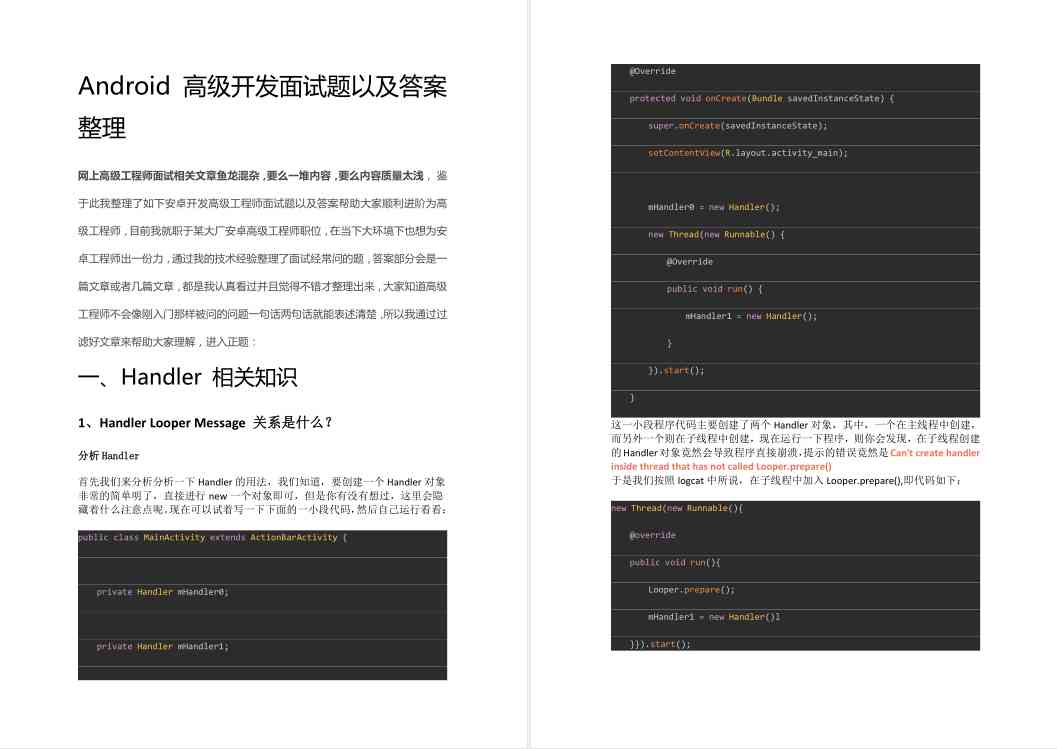 Android 高级开发面试题以及答案
整理
网上高级工程师面试相关文章鱼龙混杂，要么一堆内容，要么内容质量太浅，鉴
于此我整理了如下安卓开发高级工程师面试题以及答案帮助大家顺利进阶为高
级工程师，目前我就职于某大厂安卓高级工程师职位，在当下大环境下也想为安
卓工程师出一份力，通过我的技术经验整理了面试经常问的题，答案部分会是一
篇文章或者几篇文章，都是我认真看过并且觉得不错才整理出来，大家知道高级
工程师不会像刚入门那样被问的问题一句话两句话就能表述清楚，所以我通过过
滤好文章来帮助大家理解，进入正题：
一、Handler 相关知识
1、Handler Looper Message 关系是什么？
分析 Handler
首先我们来分析分析一下 Handler 的用法，我们知道，要创建一个 Handler 对象
非常的简单明了，直接进行 new 一个对象即可，但是你有没有想过，这里会隐
藏着什么注意点呢。现在可以试着写一下下面的一小段代码，然后自己运行看看：
public class MainActivity extends ActionBarActivity {
private Handler mHandler0;
private Handler mHandler1;
@Override
protected void onCreate(Bundle savedInstanceState) {
super.onCreate(savedInstanceState);
setContentView(R.layout.activity_main);
mHandler0 = new Handler();
new Thread(new Runnable() {
@Override
public void run() {
mHandler1 = new Handler();
}
}).start();
}
这一小段程序代码主要创建了两个 Handler 对象，其中，一个在主线程中创建，
而另外一个则在子线程中创建，现在运行一下程序，则你会发现，在子线程创建
的 Handler 对象竟然会导致程序直接崩溃，提示的错误竟然是 Can't create handler
inside thread that has not called Looper.prepare()
于是我们按照 logcat 中所说，在子线程中加入 Looper.prepare(),即代码如下：
new Thread(new Runnable(){
@override
public void run(){
Looper.prepare();
mHandler1 = new Handler()l
}}).start();